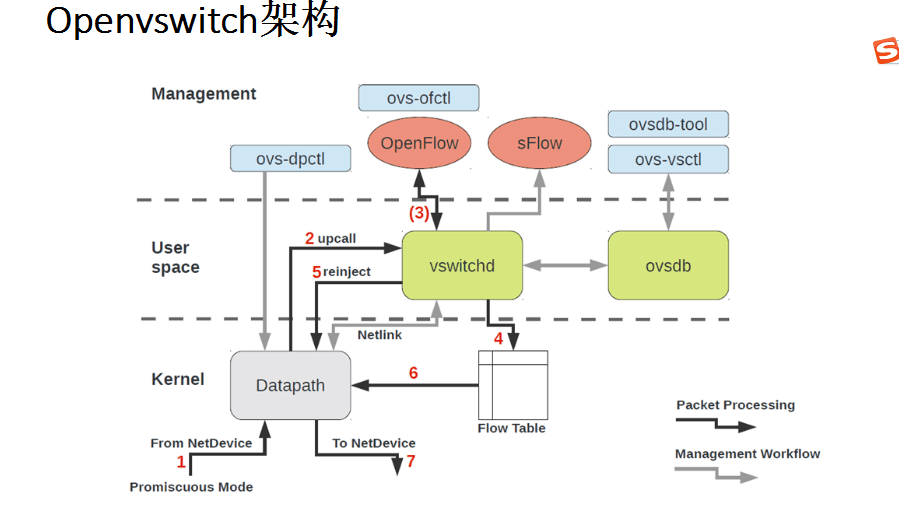 Openvswitch架构
Management
ovs-ofctl
OpenFlow
sFlow
ovsdb-tool
ovs-vsctl
ovs-dpctl
(3)
User
space
2 upcall
5 reinject
vswitchd
ovsdb
Netlink
4
Kernel
Datapath
6
Flow Table
From NetDevice
1
Promiscuous Mode
To NetDevice
7
Packet Processing
Management Workflow